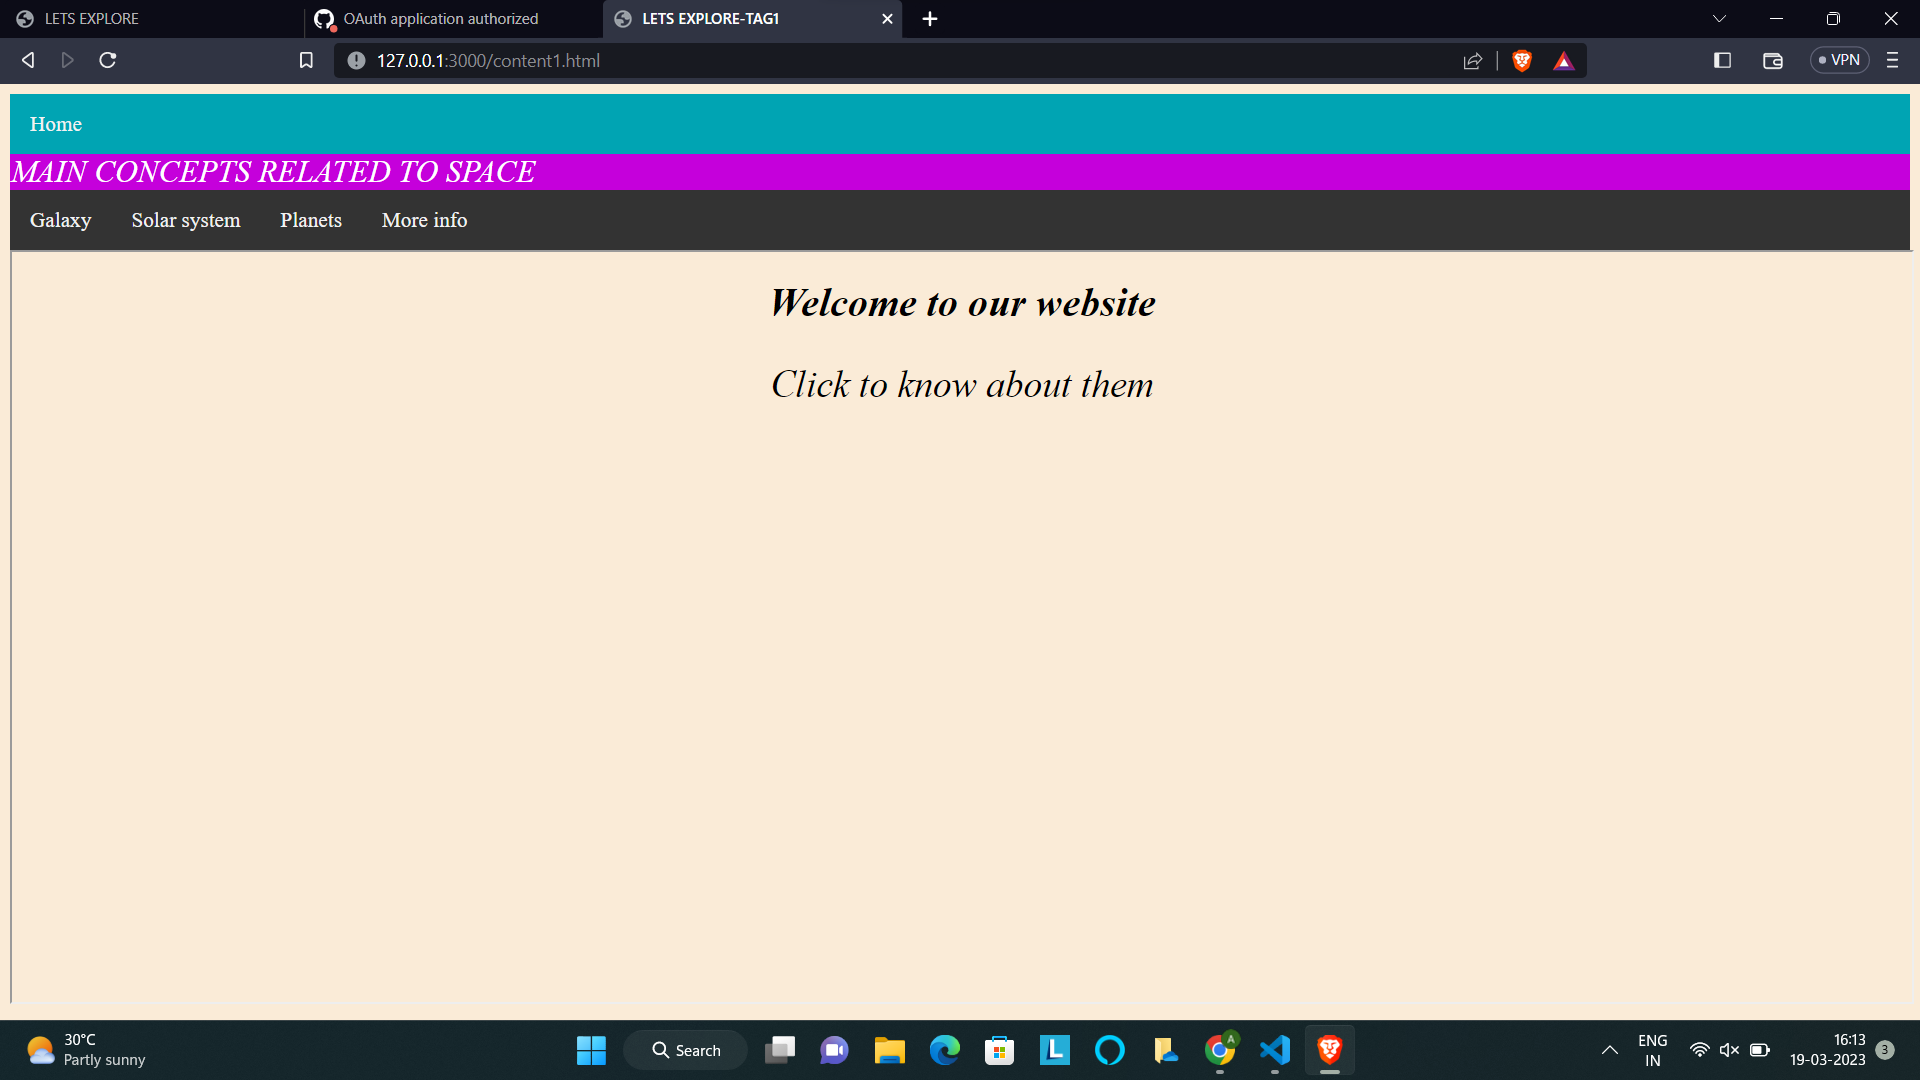 LETS EXPLORE
OAuth application authorized
LETS EXPLORE-TAG1
127.0.0.1:3000/content1.html
VPN
Home
MAIN CONCEPTS RELATED TO SPACE
Galaxy Solar system Planets More info
Welcome to our website
Click to know about them
30°C
Partly sunny
Search
L
A
ENG
IN
16:13
19-03-2023
3